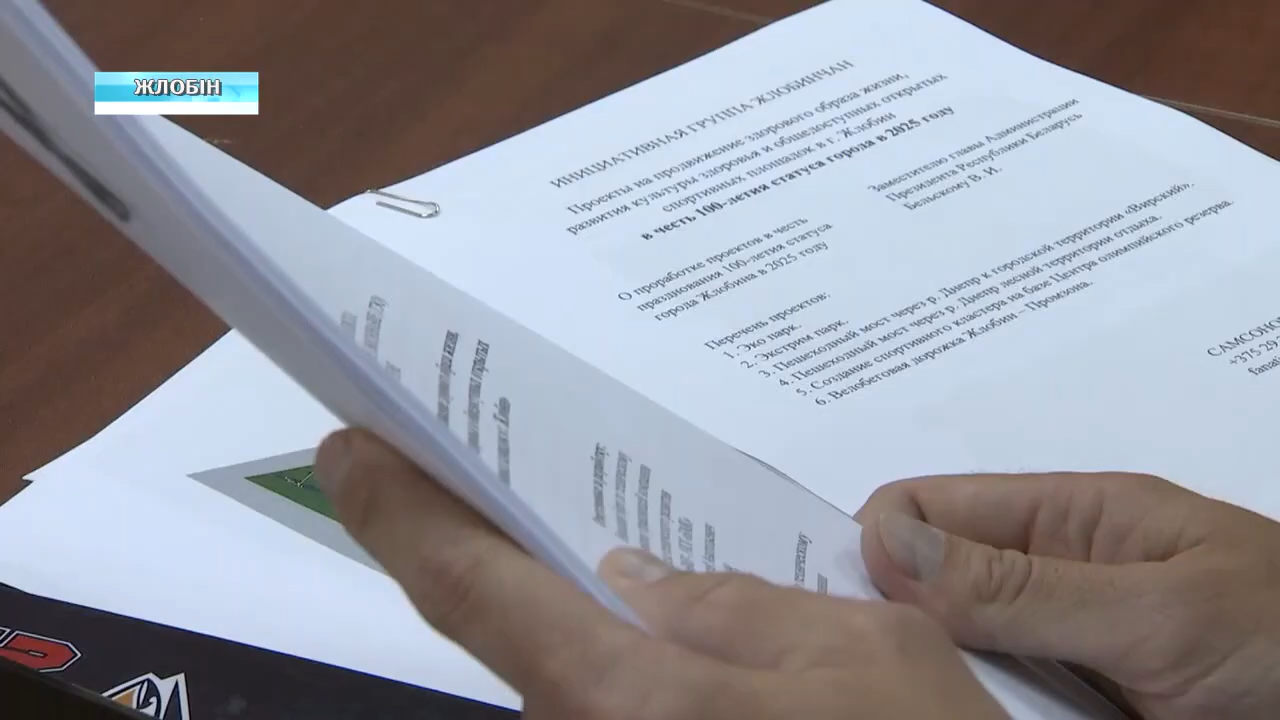 ЖЛОБІН
ИНИЦИАТИВНАЯ ГРУППА ЖЛОБИНЧАН
Проекты на продвижение здорового образа жизни,
развития культуры здоровья и общедоступных открытых
спортивных площадок в г. Жлобин
в честь 100-летия статуса города в 2025 году
Заместителю главы Администрации
Президента Республики Беларусь
Бельскому В. И.
О проработке проектов в честь
празднования 100-летия статуса
города Жлобина в 2025 году
Перечень проектов:
1. Эко парк.
2. Экстрим парк.
3. Пешеходный мост через р. Днепр к городской территории «Вирский».
4. Пешеходный мост через р. Днепр лесной территории отдыха.
5. Создание спортивного кластера на базе Центра олимпийского резерва.
6. Велобеговая дорожка Жлобин – Промзона.
САМСОНО
+375 29